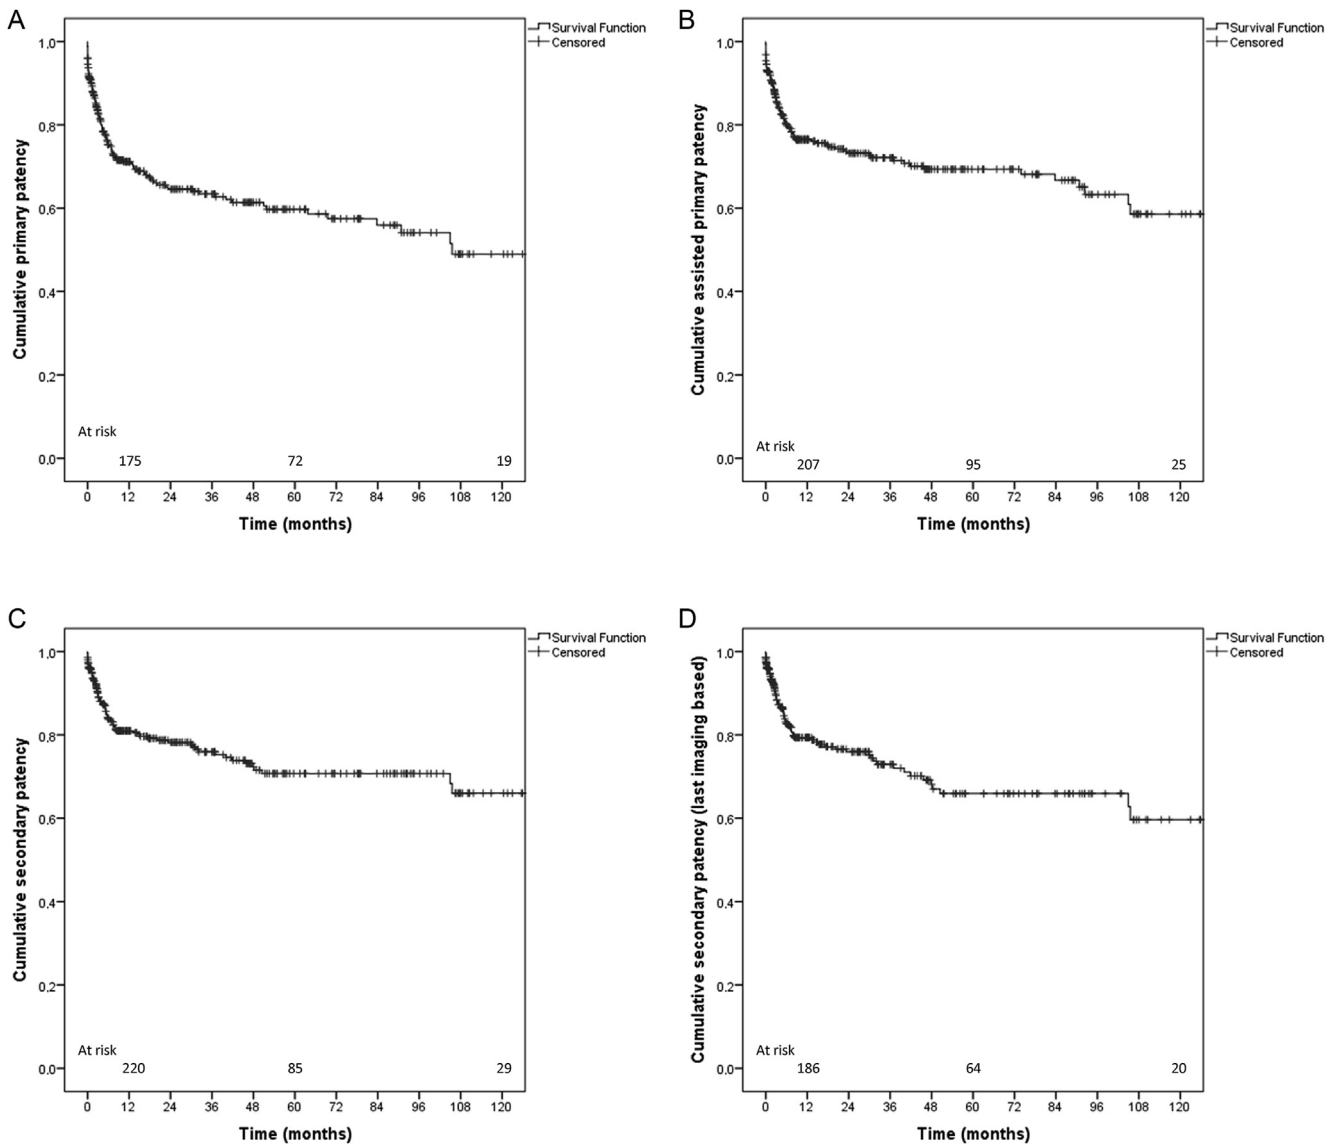 A
Survival Function
Censored
Cumulative primary patency
1,0
0,8
0,6
0,4
0,2
0,0
At risk
175 72 19
0 12 24 36 48 60 72 84 96 108 120
Time (months)
B
Survival Function
Censored
Cumulative assisted primary patency
1,0
0,8
0,6
0,4
0,2
0,0
At risk
207 95 25
0 12 24 36 48 60 72 84 96 108 120
Time (months)
C
Survival Function
Censored
Cumulative secondary patency
1,0
0,8
0,6
0,4
0,2
0,0
At risk
220 85 29
0 12 24 36 48 60 72 84 96 108 120
Time (months)
D
Survival Function
Censored
Cumulative secondary patency (last imaging based)
1,0
0,8
0,6
0,4
0,2
0,0
At risk
186 64 20
0 12 24 36 48 60 72 84 96 108 120
Time (months)